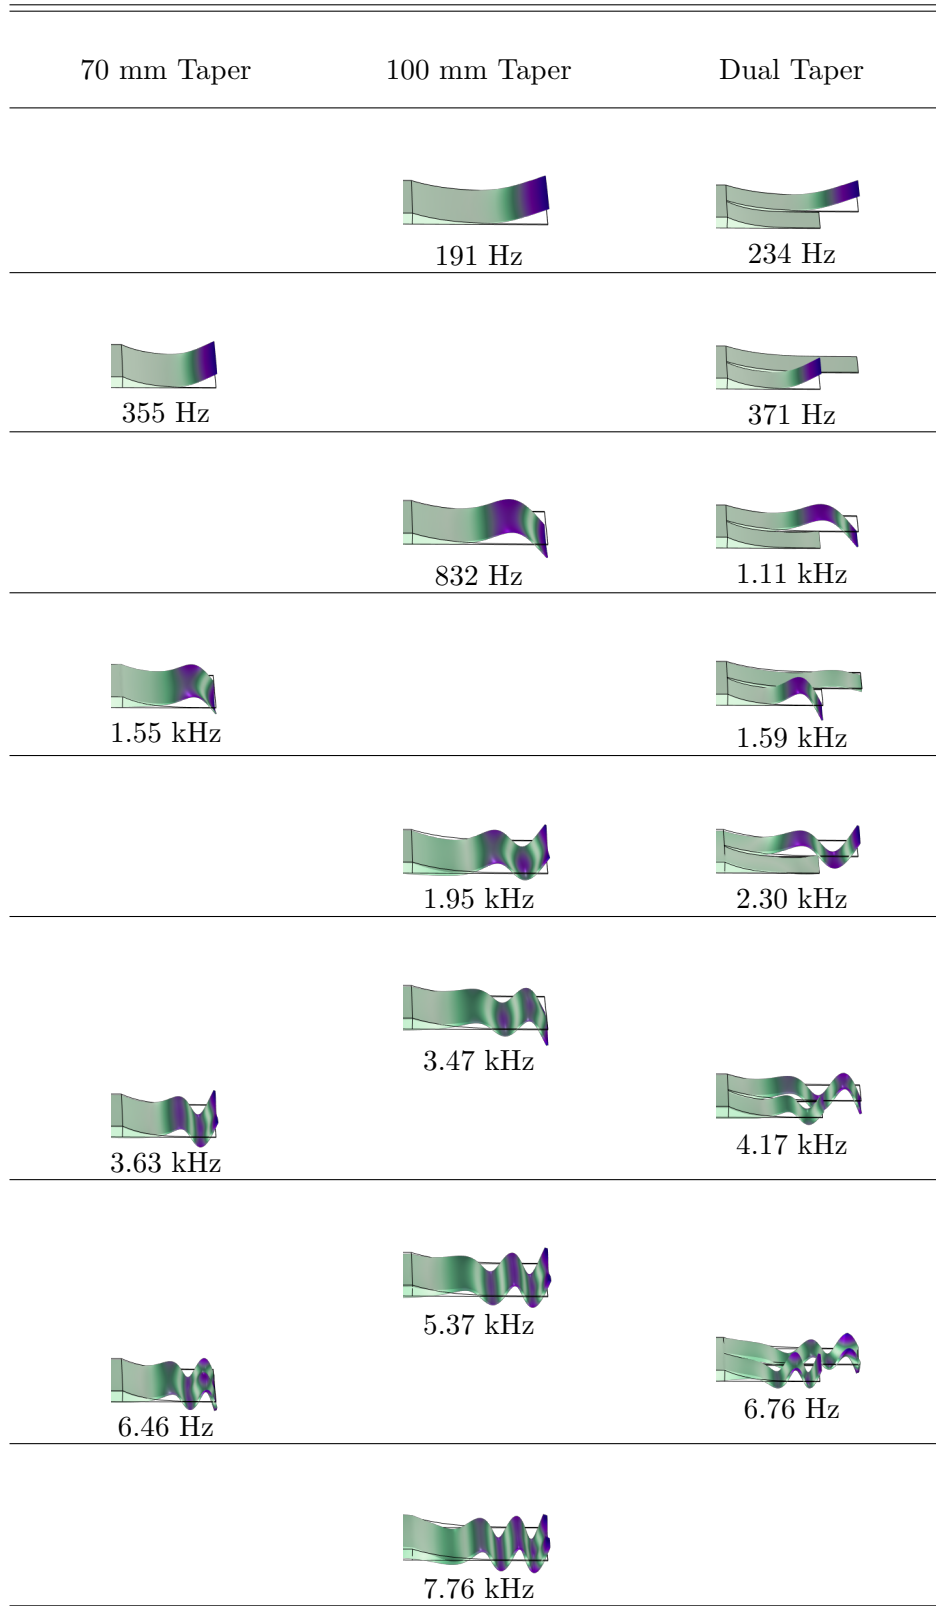 70 mm Taper 100 mm Taper Dual Taper
191 Hz 234 Hz
355 Hz 371 Hz
832 Hz 1.11 kHz
1.55 kHz 1.59 kHz
1.95 kHz 2.30 kHz
3.47 kHz
3.63 kHz 4.17 kHz
5.37 kHz
6.46 Hz 6.76 Hz
7.76 kHz